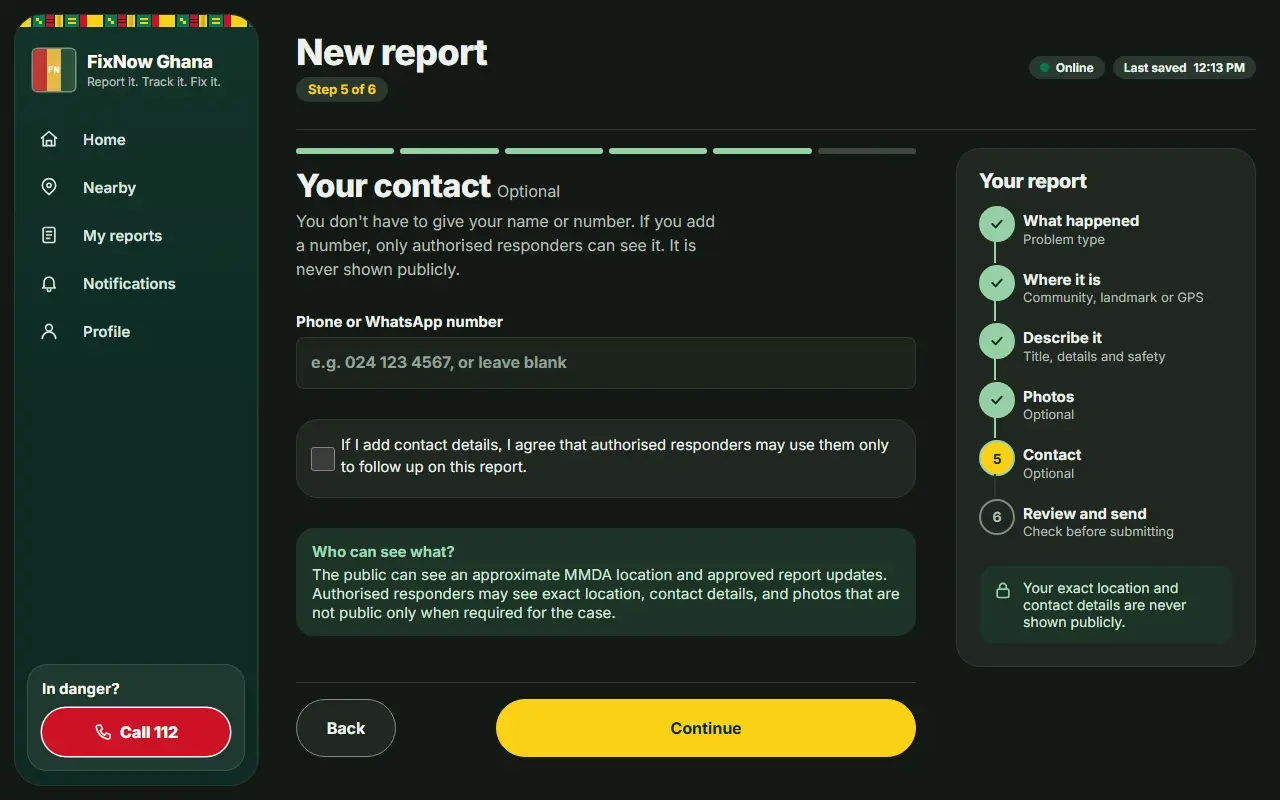 FN
FixNow Ghana
Report it. Track it. Fix it.
Home
Nearby
My reports
Notifications
Profile
In danger?
Call 112
New report
Step 5 of 6
Online
Last saved 12:13 PM
Your contact Optional
You don't have to give your name or number. If you add
a number, only authorised responders can see it. It is
never shown publicly.
Phone or WhatsApp number
e.g. 024 123 4567, or leave blank
If I add contact details, I agree that authorised responders may use them only
to follow up on this report.
Who can see what?
The public can see an approximate MMDA location and approved report updates.
Authorised responders may see exact location, contact details, and photos that are
not public only when required for the case.
Back
Continue
Your report
What happened
Problem type
Where it is
Community, landmark or GPS
Describe it
Title, details and safety
Photos
Optional
5
Contact
Optional
6
Review and send
Check before submitting
Your exact location and
contact details are never
shown publicly.